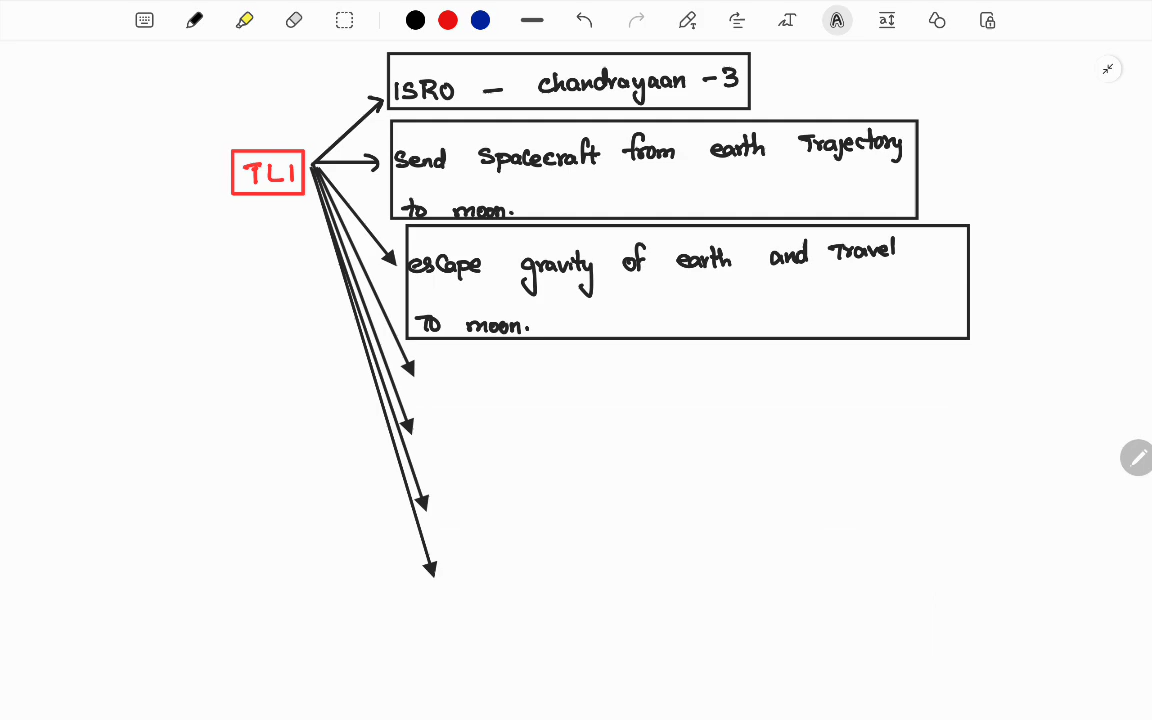 ISRO - Chandrayaan -3
TLI
Send spacecraft from earth Trajectory
to moon.
escape gravity of earth and Travel
To moon.